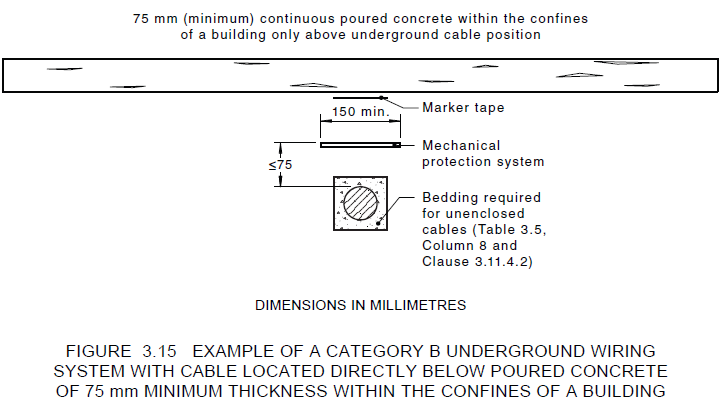 75 mm (minimum) continuous poured concrete within the confines
of a building only above underground cable position
Marker tape
150 min.
Mechanical
protection system
≤75
Bedding required
for unenclosed
cables (Table 3.5,
Column 8 and
Clause 3.11.4.2)
DIMENSIONS IN MILLIMETRES
FIGURE 3.15 EXAMPLE OF A CATEGORY B UNDERGROUND WIRING
SYSTEM WITH CABLE LOCATED DIRECTLY BELOW POURED CONCRETE
OF 75 mm MINIMUM THICKNESS WITHIN THE CONFINES OF A BUILDING